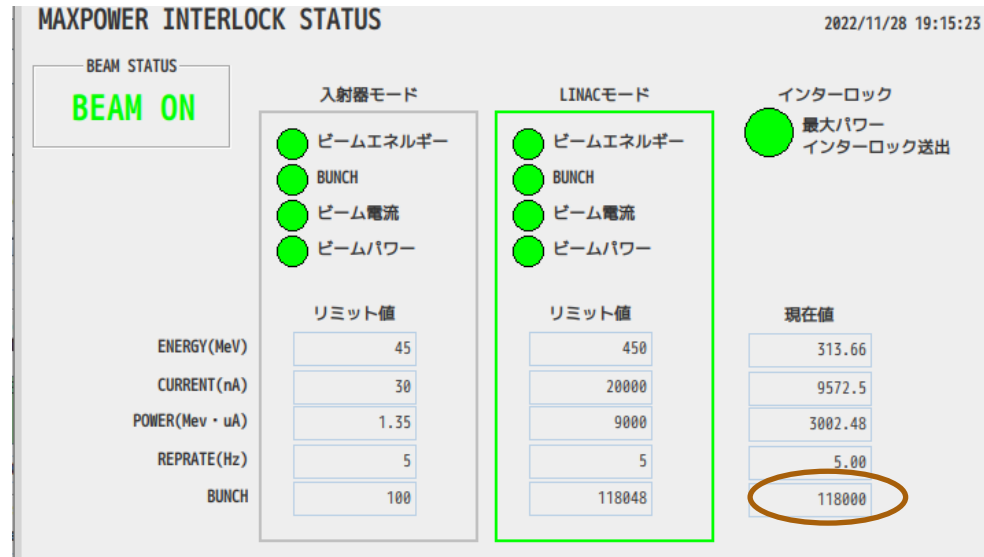 MAXPOWER INTERLOCK STATUS
2022/11/28 19:15:23
BEAM STATUS
BEAM ON
入射器モード
ビームエネルギー
BUNCH
ビーム電流
ビームパワー
LINACモード
ビームエネルギー
BUNCH
ビーム電流
ビームパワー
インターロック
最大パワー
インターロック送出
リミット値 リミット値 現在値
ENERGY(MeV) 45 450 313.66
CURRENT(nA) 30 20000 9572.5
POWER(Mev・uA) 1.35 9000 3002.48
REPRATE(Hz) 5 5 5.00
BUNCH 100 118048 118000